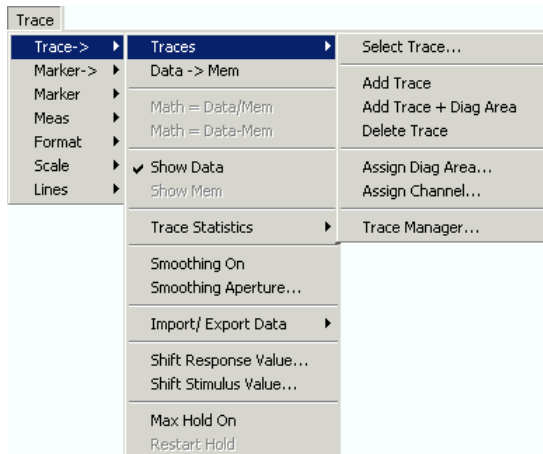 Trace
Trace->
Marker->
Marker
Meas
Format
Scale
Lines
Traces
Data -> Mem
Math = Data/Mem
Math = Data-Mem
Show Data
Show Mem
Trace Statistics
Smoothing On
Smoothing Aperture...
Import/ Export Data
Shift Response Value...
Shift Stimulus Value...
Max Hold On
Restart Hold
Select Trace...
Add Trace
Add Trace + Diag Area
Delete Trace
Assign Diag Area...
Assign Channel...
Trace Manager...